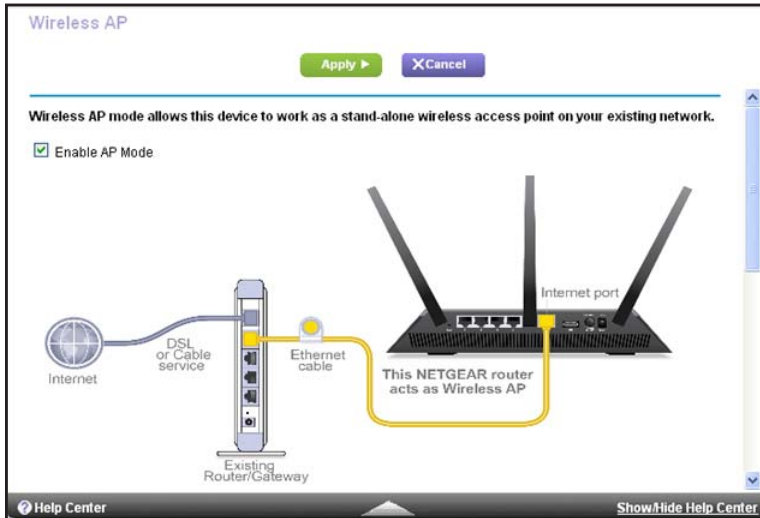 Wireless AP
Apply
XCancel
Wireless AP mode allows this device to work as a stand-alone wireless access point on your existing network.
Enable AP Mode
Internet port
DSL
or Cable
service
Ethernet
cable
Internet
This NETGEAR router
acts as Wireless AP
Existing
Router/Gateway
Help Center
Show/Hide Help Center